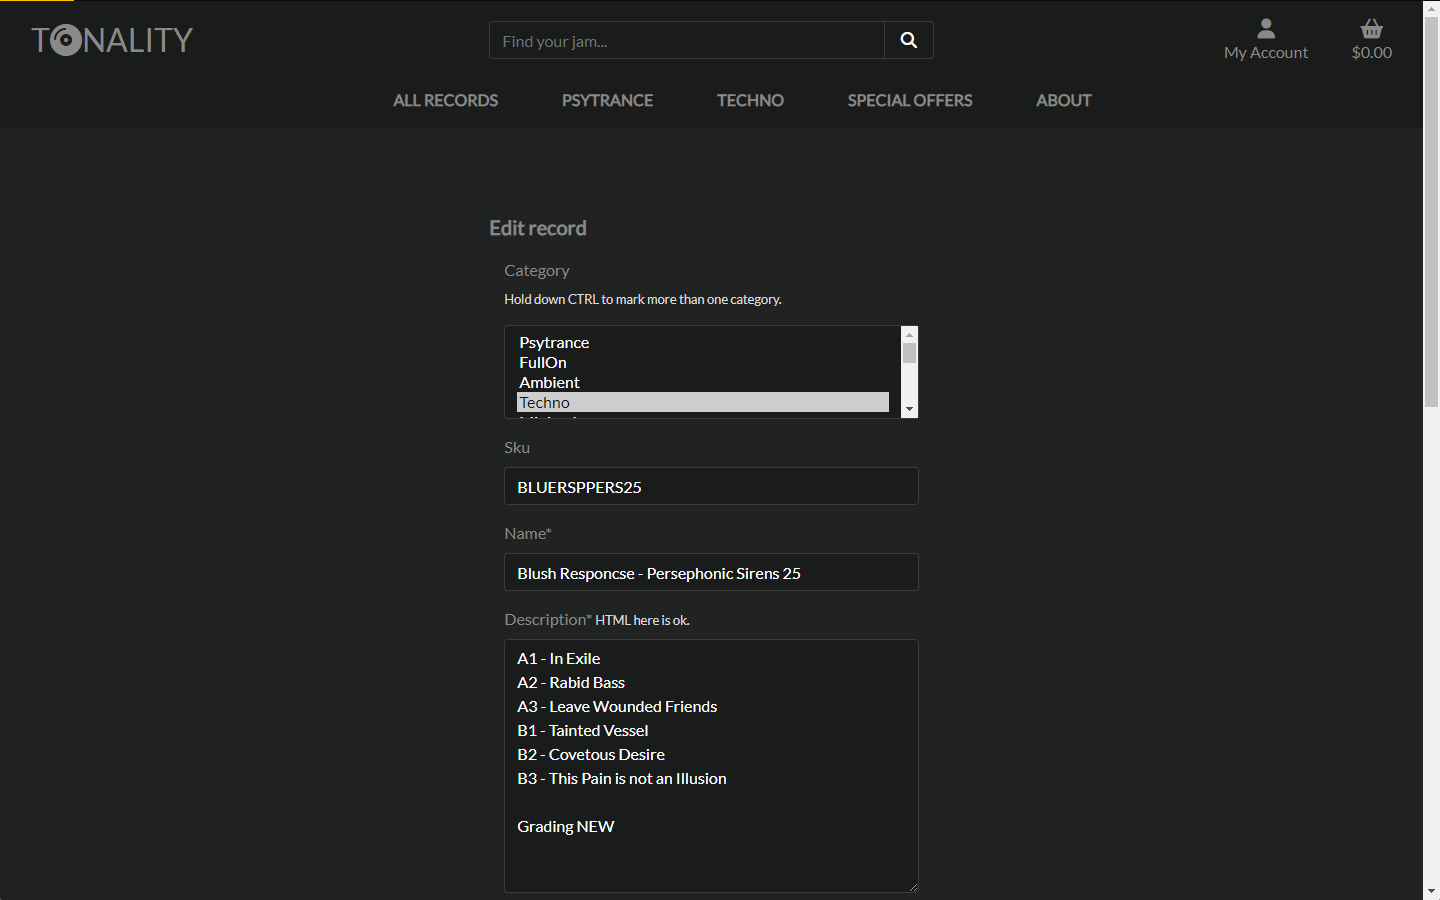 TONALITY
Find your jam...
My Account
$0.00
ALL RECORDS
PSYTRANCE
TECHNO
SPECIAL OFFERS
ABOUT
Edit record
Category
Hold down CTRL to mark more than one category.
Psytrance
FullOn
Ambient
Techno
Sku
BLUERSPPERS25
Name*
Blush Responcse - Persephonic Sirens 25
Description* HTML here is ok.
A1 - In Exile
A2 - Rabid Bass
A3 - Leave Wounded Friends
B1 - Tainted Vessel
B2 - Covetous Desire
B3 - This Pain is not an Illusion
Grading NEW